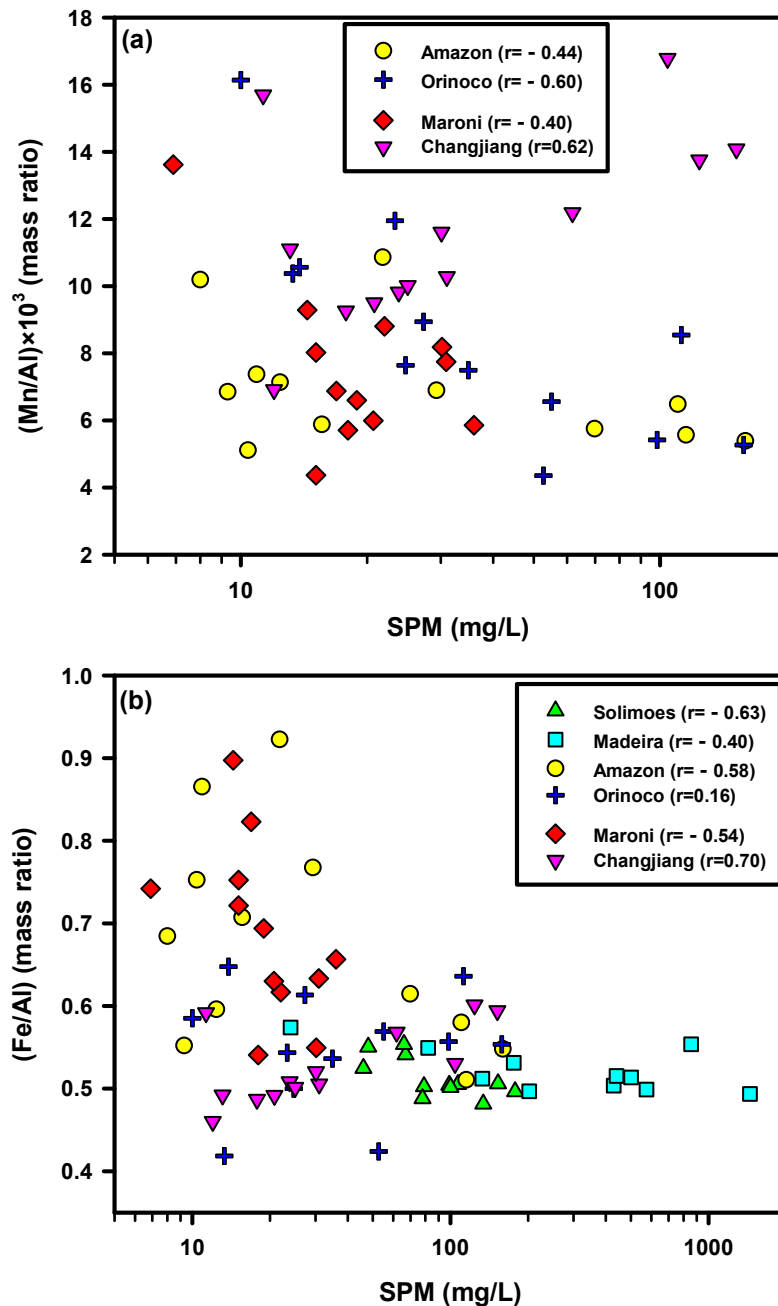 (a)
Amazon (r= - 0.44)
Orinoco (r= - 0.60)
Maroni (r= - 0.40)
Changjiang (r=0.62)
18
16
14
12
10
8
6
4
2
(Mn/Al)×10³ (mass ratio)
10
100
SPM (mg/L)
(b)
Solimoes (r= - 0.63)
Madeira (r= - 0.40)
Amazon (r= - 0.58)
Orinoco (r=0.16)
Maroni (r= - 0.54)
Changjiang (r=0.70)
1.0
0.9
0.8
0.7
0.6
0.5
0.4
(Fe/Al) (mass ratio)
10
100
1000
SPM (mg/L)